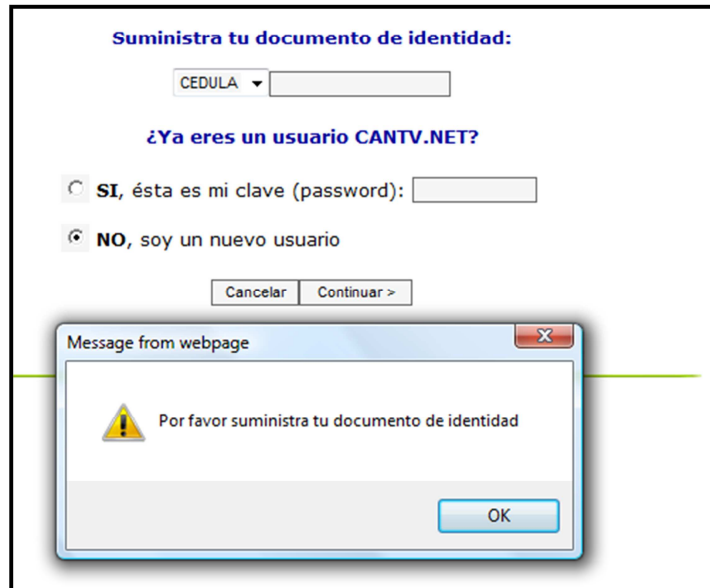 Suministra tu documento de identidad:
CEDULA
¿Ya eres un usuario CANTV.NET?
SI, ésta es mi clave (password):
NO, soy un nuevo usuario
Cancelar Continuar >
Message from webpage
Por favor suministra tu documento de identidad
OK